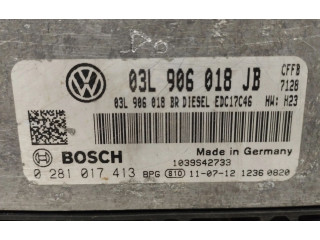 03L 906 018 JB CFFB
7128
03L 906 018 BR DIESEL EDC17C46 HW: H23
BOSCH Made in Germany
1039S42733
0 281 017 413 BPG 810 11-07-12 1236 0820